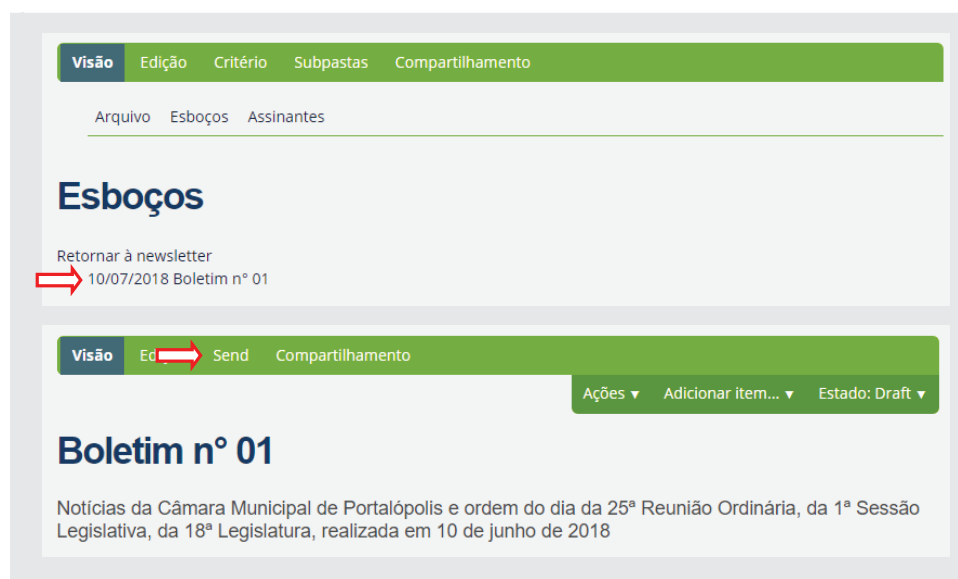 Visão Edição Critério Subpastas Compartilhamento
Arquivo Esboços Assinantes
Esboços
Retornar à newsletter
10/07/2018 Boletim n° 01
Visão Send Compartilhamento
Ações ▾ Adicionar item... ▾ Estado: Draft ▾
Boletim n° 01
Notícias da Câmara Municipal de Portalópolis e ordem do dia da 25ª Reunião Ordinária, da 1ª Sessão
Legislativa, da 18ª Legislatura, realizada em 10 de junho de 2018